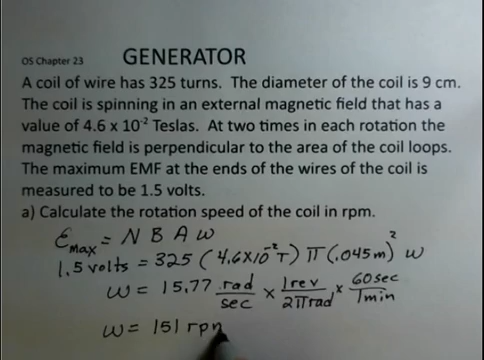 OS Chapter 23 GENERATOR
A coil of wire has 325 turns. The diameter of the coil is 9 cm.
The coil is spinning in an external magnetic field that has a
value of 4.6 x 10⁻² Teslas. At two times in each rotation the
magnetic field is perpendicular to the area of the coil loops.
The maximum EMF at the ends of the wires of the coil is
measured to be 1.5 volts.
a) Calculate the rotation speed of the coil in rpm.
Ɛmax = N B A ω
1.5 volts = 325 (4.6x10⁻²T) π (.045m)² ω
ω = 15.77 rad/sec x 1rev/2πrad x 60sec/1min
ω = 151 rpm